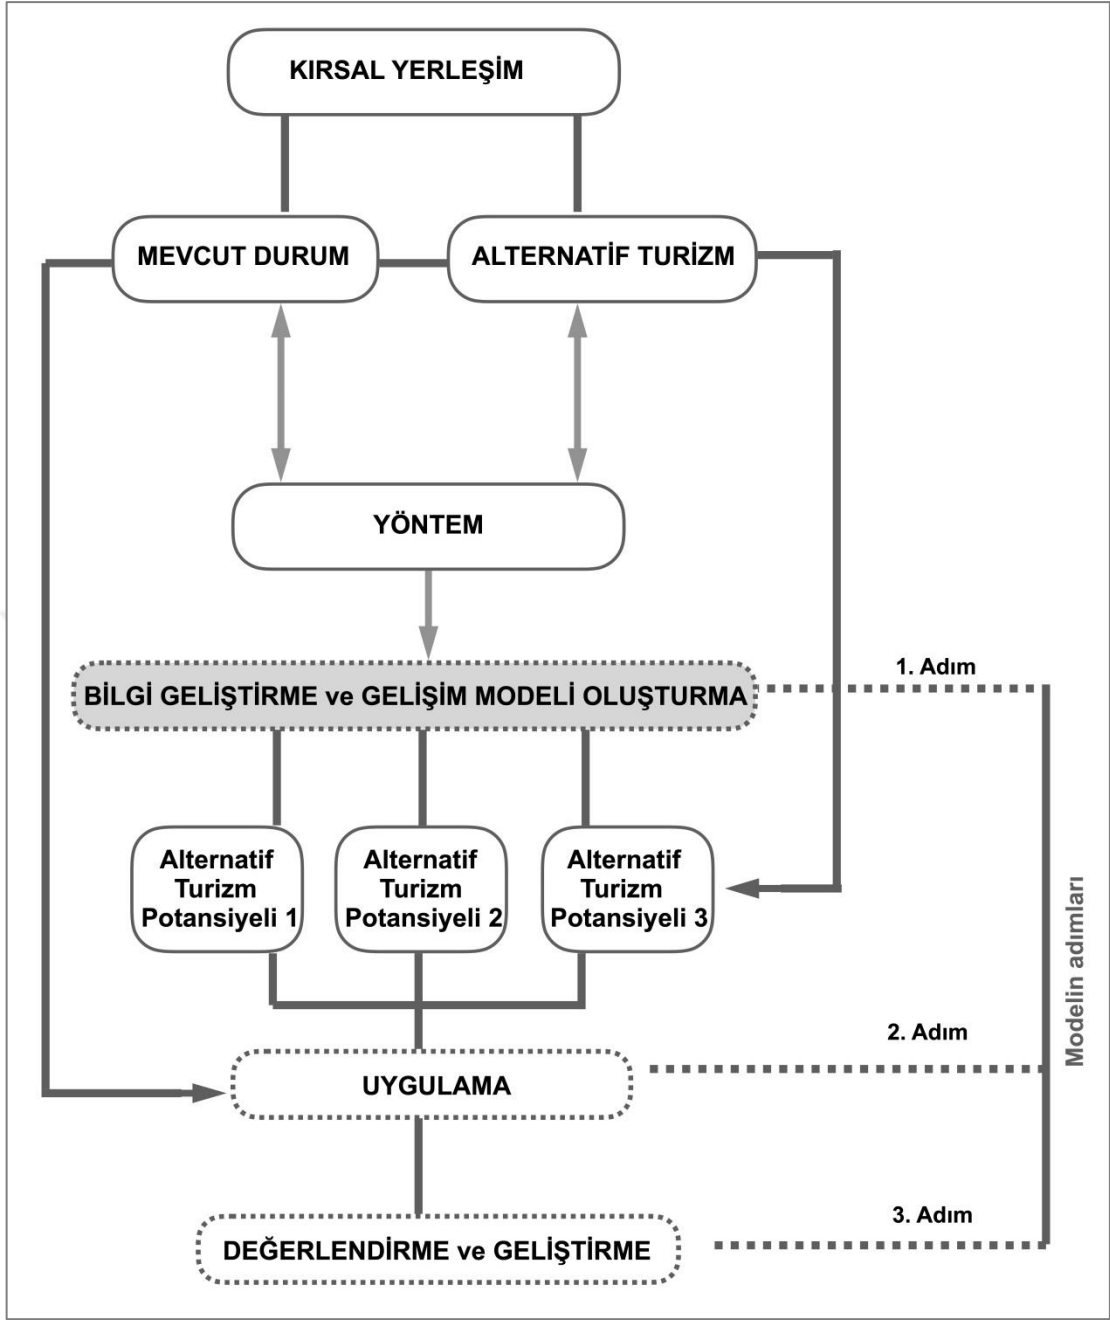 KIRSAL YERLEŞİM
MEVCUT DURUM
ALTERNATİF TURİZM
YÖNTEM
1. Adım
BİLGİ GELİŞTİRME ve GELİŞİM MODELİ OLUŞTURMA
Alternatif
Turizm
Potansiyeli 1
Alternatif
Turizm
Potansiyeli 2
Alternatif
Turizm
Potansiyeli 3
Modelin adımları
2. Adım
UYGULAMA
3. Adım
DEĞERLENDİRME ve GELİŞTİRME